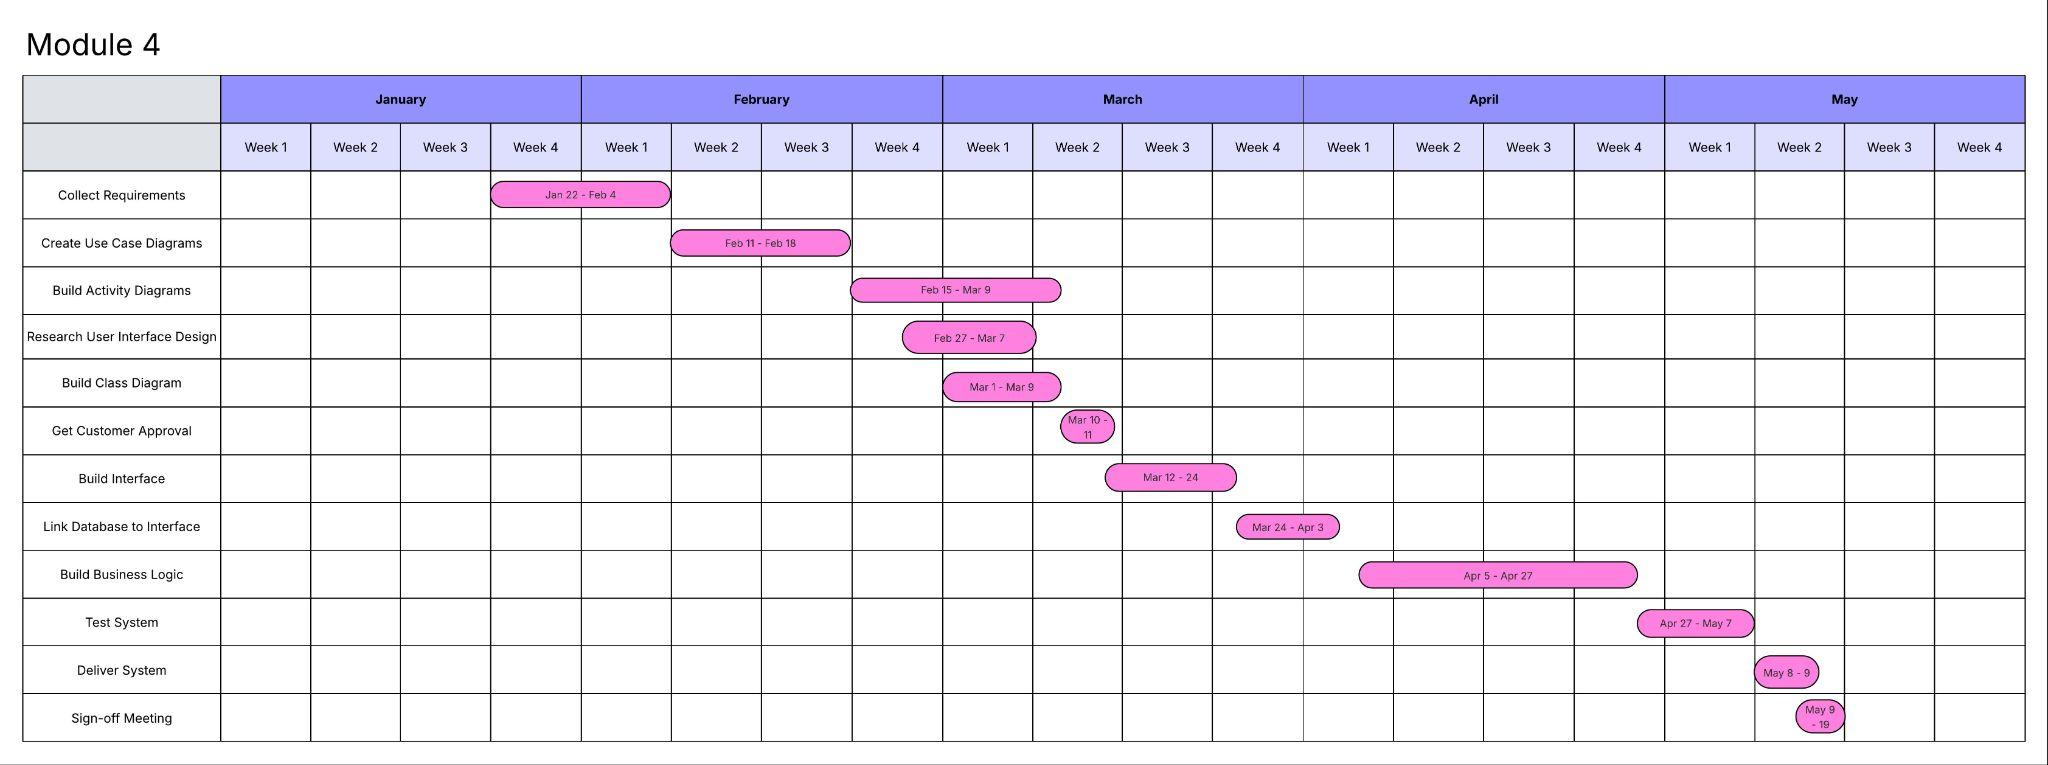 Module 4
January February March April May
Week 1 Week 2 Week 3 Week 4 Week 1 Week 2 Week 3 Week 4 Week 1 Week 2 Week 3 Week 4 Week 1 Week 2 Week 3 Week 4 Week 1 Week 2 Week 3 Week 4
Collect Requirements Jan 22 - Feb 4
Create Use Case Diagrams Feb 11 - Feb 18
Build Activity Diagrams Feb 15 - Mar 9
Research User Interface Design Feb 27 - Mar 7
Build Class Diagram Mar 1 - Mar 9
Get Customer Approval Mar 10 -
11
Build Interface Mar 12 - 24
Link Database to Interface Mar 24 - Apr 3
Build Business Logic Apr 5 - Apr 27
Test System Apr 27 - May 7
Deliver System May 8 - 9
Sign-off Meeting May 9
- 19